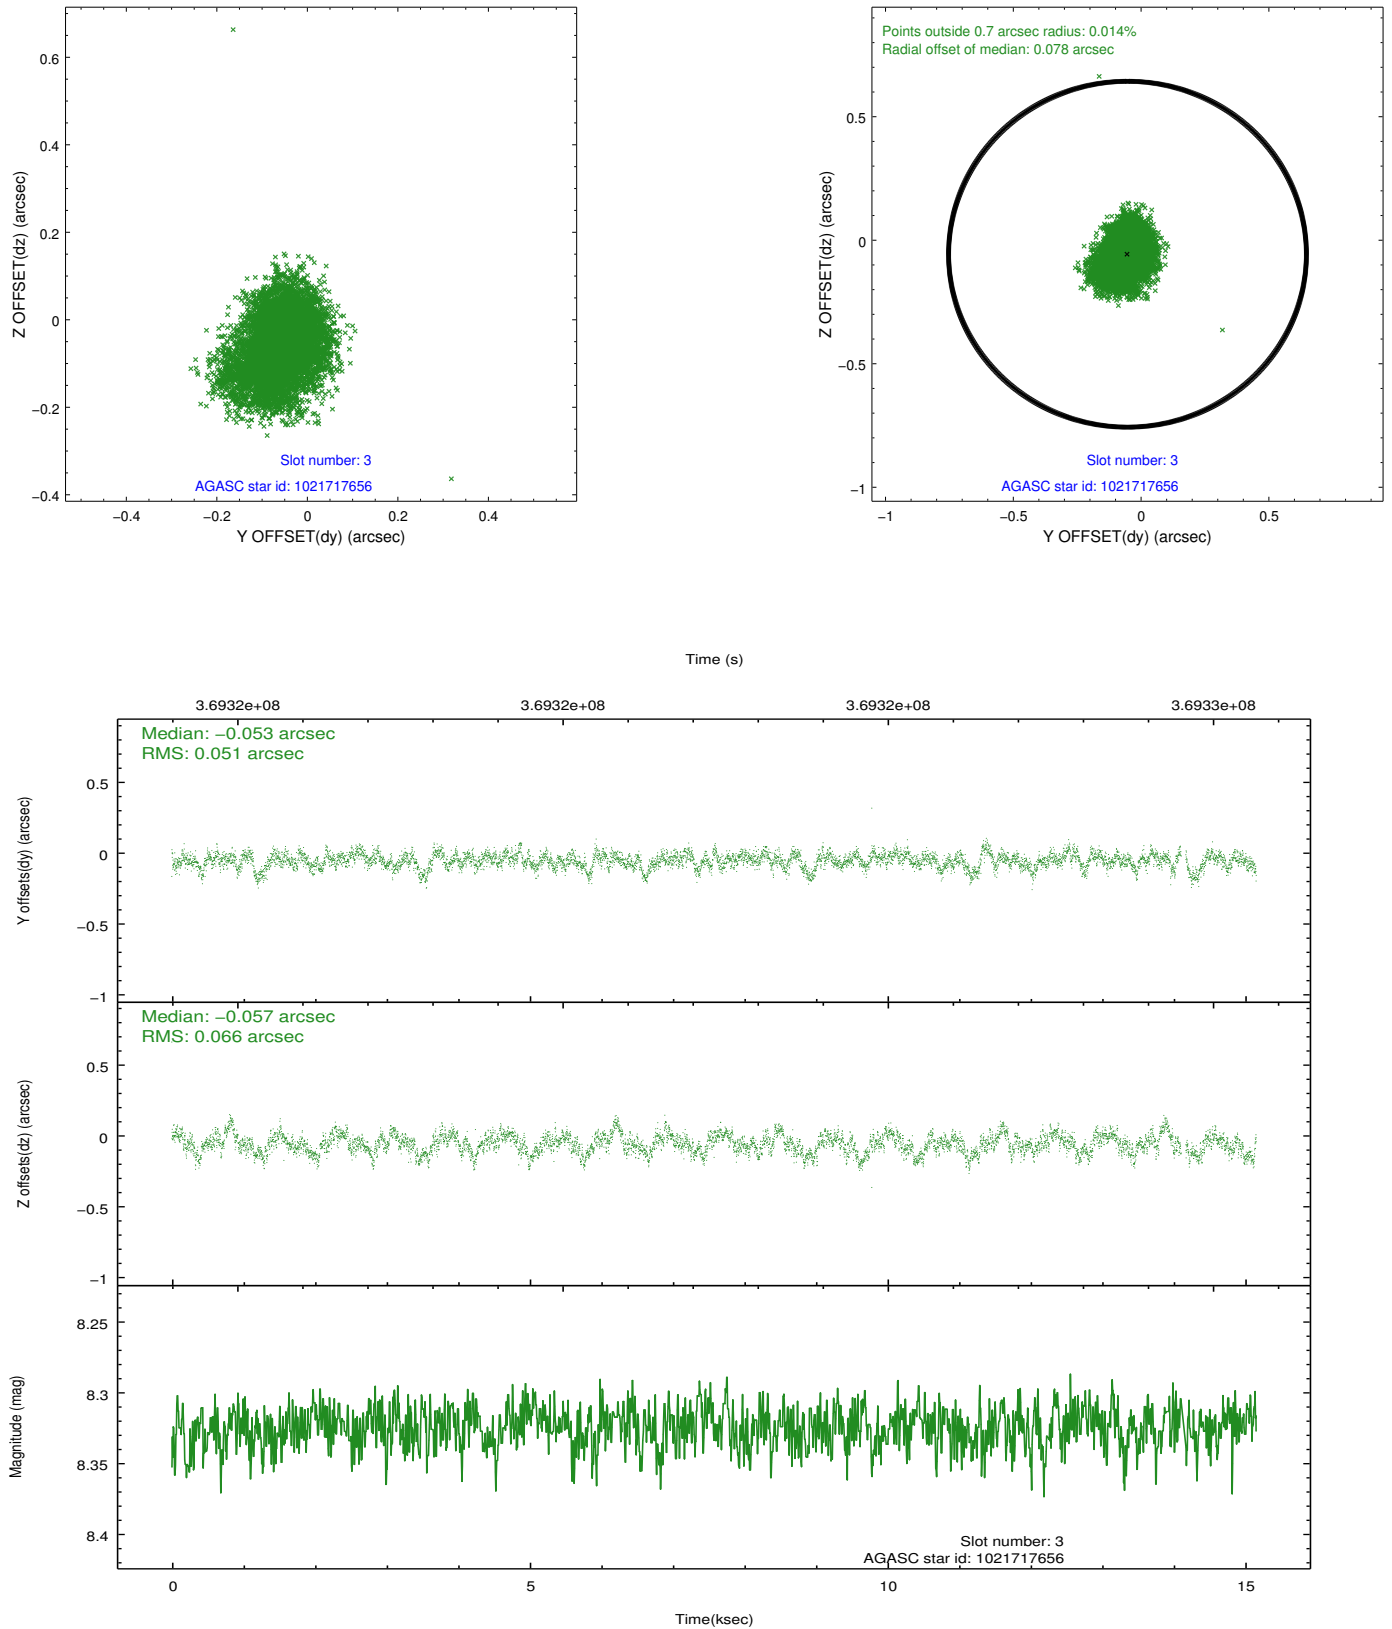 0.6
0.4
0.2
0
−0.2
−0.4
Z OFFSET(dz) (arcsec)
Slot number: 3
AGASC star id: 1021717656
−0.4
−0.2
0
0.2
0.4
Y OFFSET(dy) (arcsec)
Points outside 0.7 arcsec radius: 0.014%
Radial offset of median: 0.078 arcsec
0.5
0
−0.5
−1
Z OFFSET(dz) (arcsec)
Slot number: 3
AGASC star id: 1021717656
−1
−0.5
0
0.5
Y OFFSET(dy) (arcsec)
Time (s)
3.6932e+08
3.6932e+08
3.6932e+08
3.6933e+08
Median: −0.053 arcsec
RMS: 0.051 arcsec
0.5
0
−0.5
−1
Y offsets(dy) (arcsec)
Median: −0.057 arcsec
RMS: 0.066 arcsec
0.5
0
−0.5
−1
Z offsets(dz) (arcsec)
8.25
8.3
8.35
8.4
Magnitude (mag)
Slot number: 3
AGASC star id: 1021717656
0
5
10
15
Time(ksec)